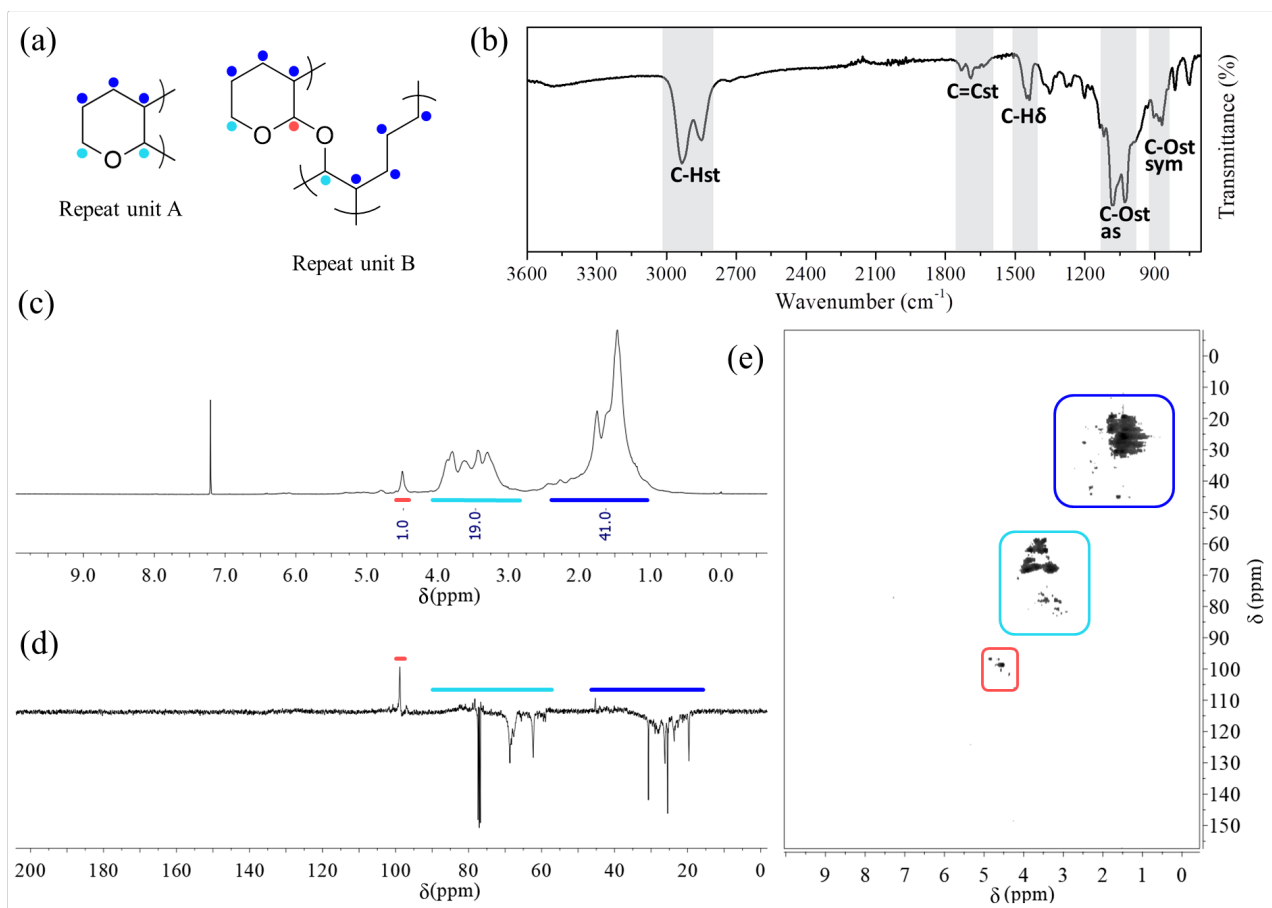 (a)
O
Repeat unit A
O
O
Repeat unit B
(b)
C-Hst
C=Cst
C-Hδ
C-Ost
as
C-Ost
sym
Transmittance (%)
3600 3300 3000 2700 2400 2100 1800 1500 1200 900
Wavenumber (cm-1)
(c)
1.0
19.0
41.0
9.0 8.0 7.0 6.0 5.0 4.0 3.0 2.0 1.0 0.0
δ(ppm)
(d)
200 180 160 140 120 100 80 60 40 20 0
δ(ppm)
(e)
0
10
20
30
40
50
60
70
80
90
100
110
120
130
140
150
δ (ppm)
9 8 7 6 5 4 3 2 1 0
δ (ppm)